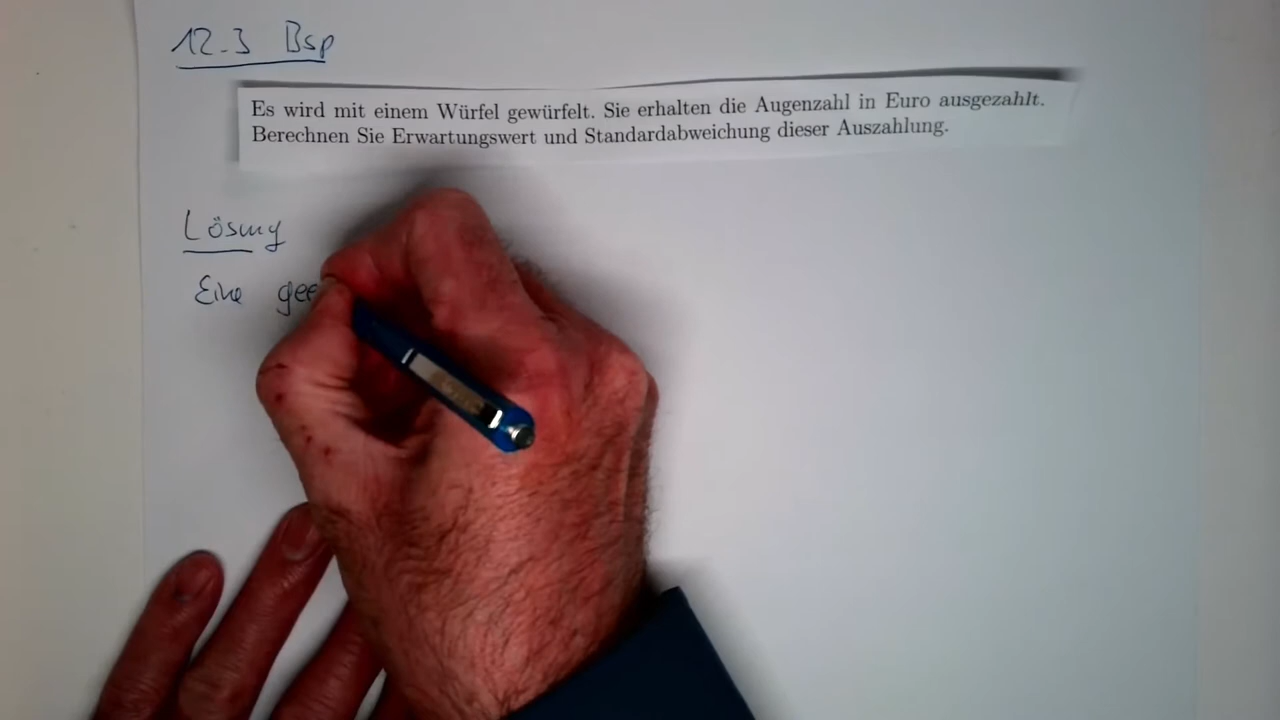 12.3 Bsp
Es wird mit einem Würfel gewürfelt. Sie erhalten die Augenzahl in Euro ausgezahlt.
Berechnen Sie Erwartungswert und Standardabweichung dieser Auszahlung.
Lösung
Eine gee